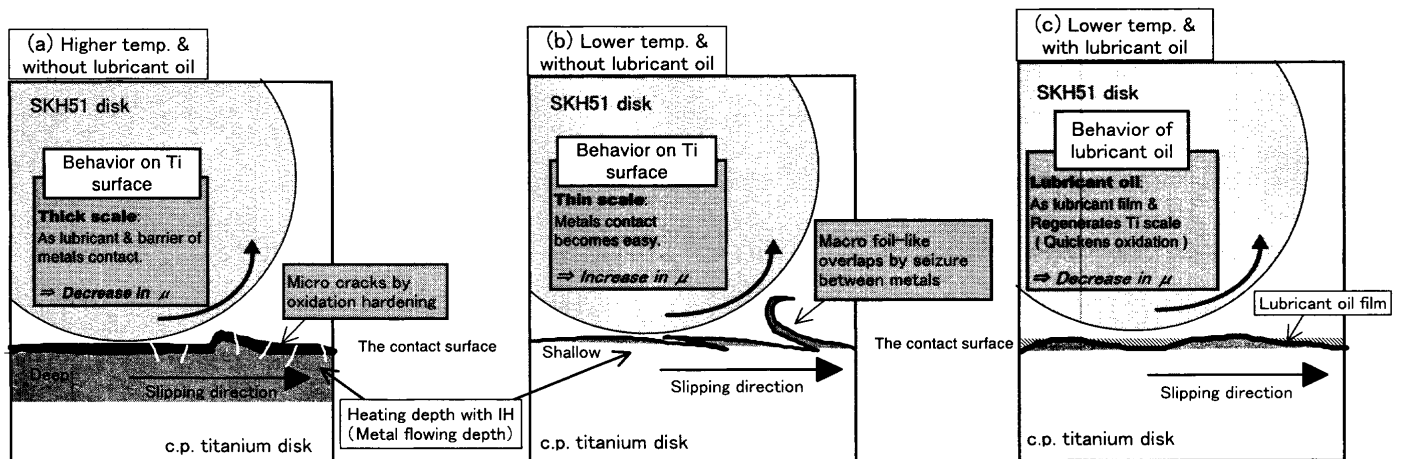 (a) Higher temp. &
without lubricant oil
SKH51 disk
Behavior on Ti
surface
Thick scale:
As lubricant & barrier of
metals contact.
⇒ Decrease in μ
Micro cracks by
oxidation hardening
The contact surface
Deep
Slipping direction
Heating depth with IH
(Metal flowing depth)
c.p. titanium disk
(b) Lower temp. &
without lubricant oil
SKH51 disk
Behavior on Ti
surface
Thin scale:
Metals contact
becomes easy.
⇒ Increase in μ
Macro foil-like
overlaps by seizure
between metals
Shallow
The contact surface
Slipping direction
c.p. titanium disk
(c) Lower temp. &
with lubricant oil
SKH51 disk
Behavior of
lubricant oil
Lubricant oil:
As lubricant film &
Regenerates Ti scale
( Quickens oxidation )
⇒ Decrease in μ
Lubricant oil film
Slipping direction
c.p. titanium disk